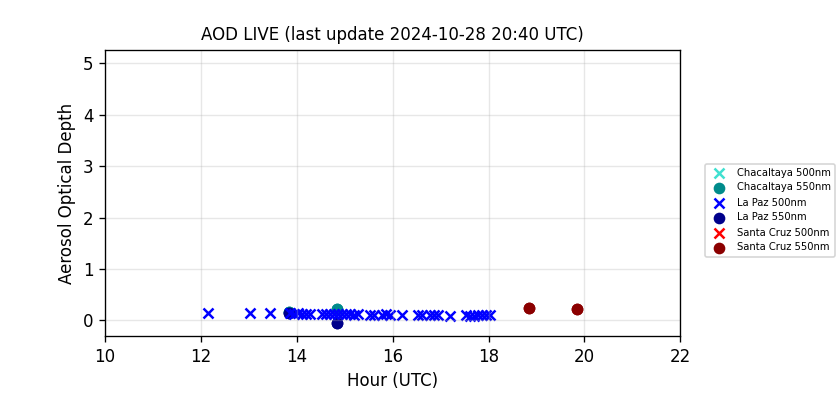 AOD LIVE (last update 2024-10-28 20:40 UTC)
Aerosol Optical Depth
5
4
3
2
1
0
10 12 14 16 18 20 22
Hour (UTC)
Chacaltaya 500nm
Chacaltaya 550nm
La Paz 500nm
La Paz 550nm
Santa Cruz 500nm
Santa Cruz 550nm